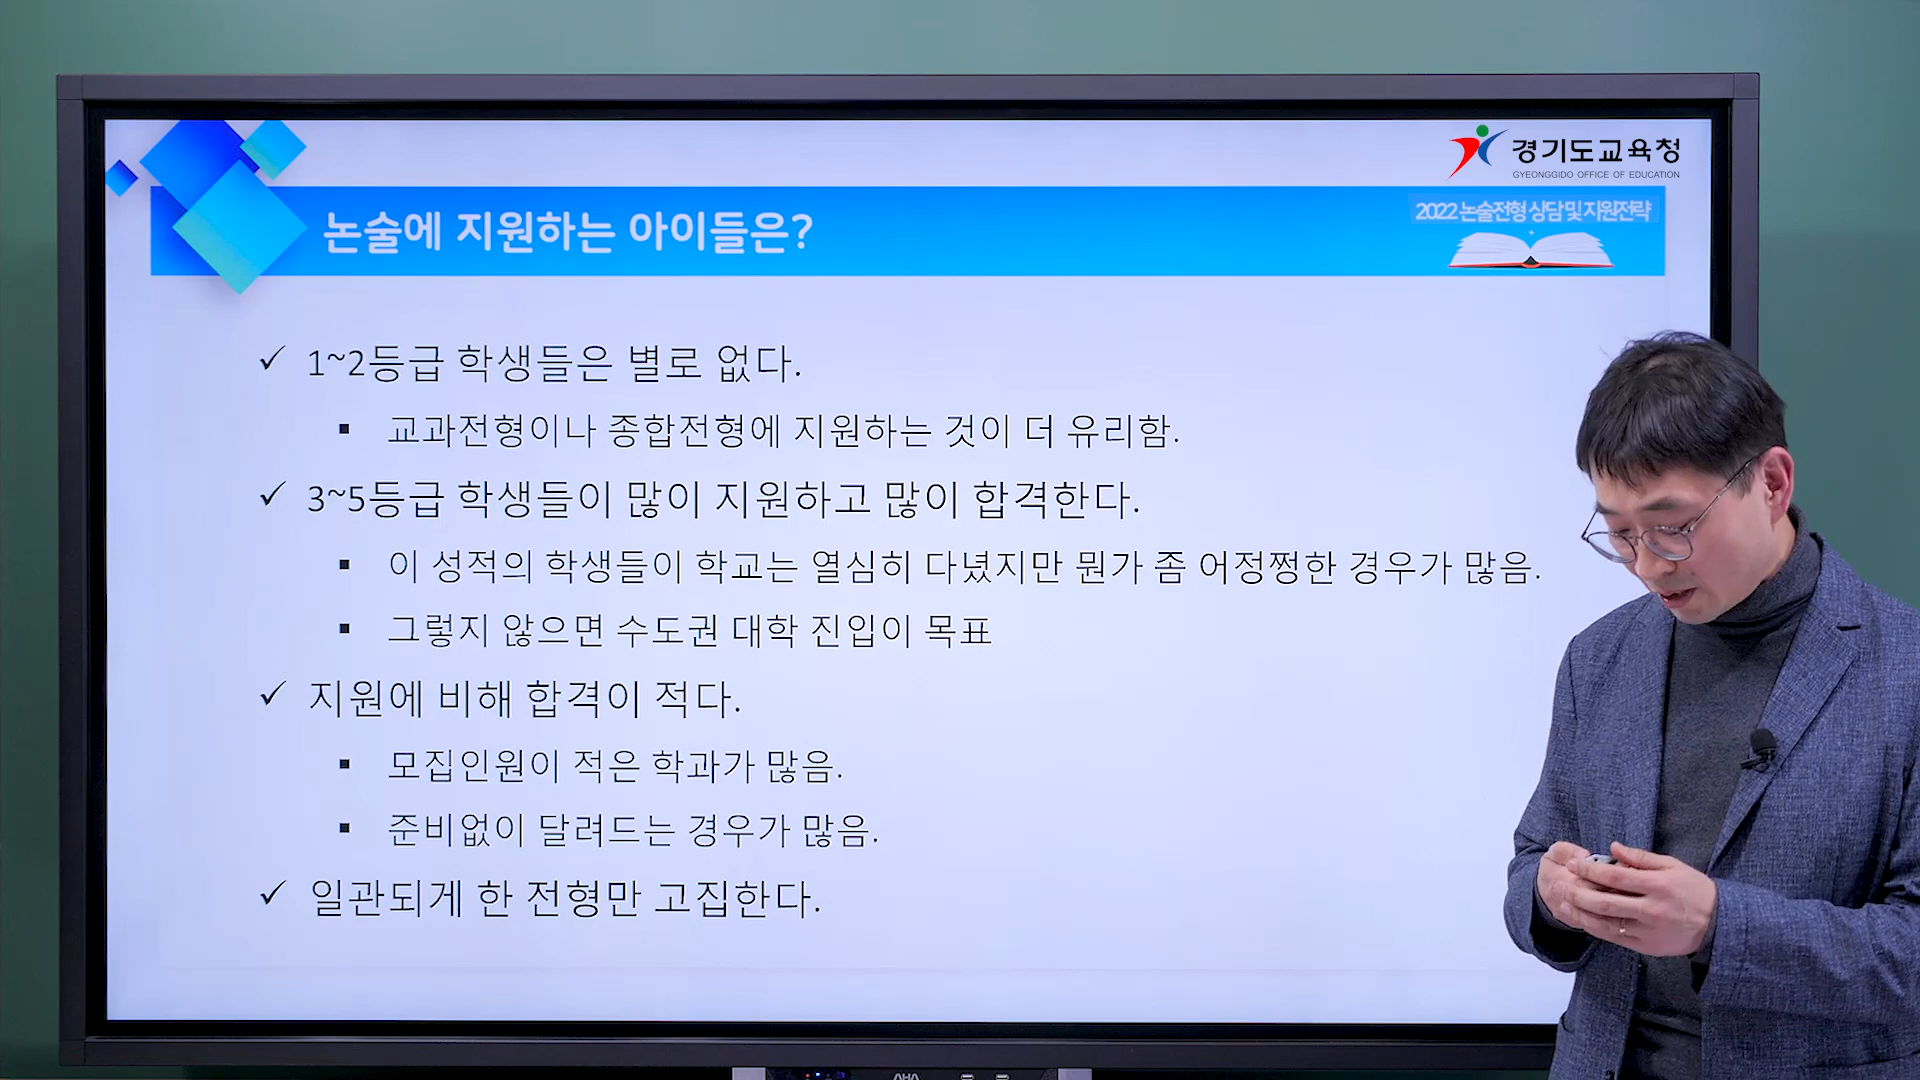 경기도교육청
GYEONGGIDO OFFICE OF EDUCATION
2022 논술전형 상담 및 지원전략
논술에 지원하는 아이들은?
✓ 1~2등급 학생들은 별로 없다.
▪ 교과전형이나 종합전형에 지원하는 것이 더 유리함.
✓ 3~5등급 학생들이 많이 지원하고 많이 합격한다.
▪ 이 성적의 학생들이 학교는 열심히 다녔지만 뭔가 좀 어정쩡한 경우가 많음.
▪ 그렇지 않으면 수도권 대학 진입이 목표
✓ 지원에 비해 합격이 적다.
▪ 모집인원이 적은 학과가 많음.
▪ 준비없이 달려드는 경우가 많음.
✓ 일관되게 한 전형만 고집한다.
AHA